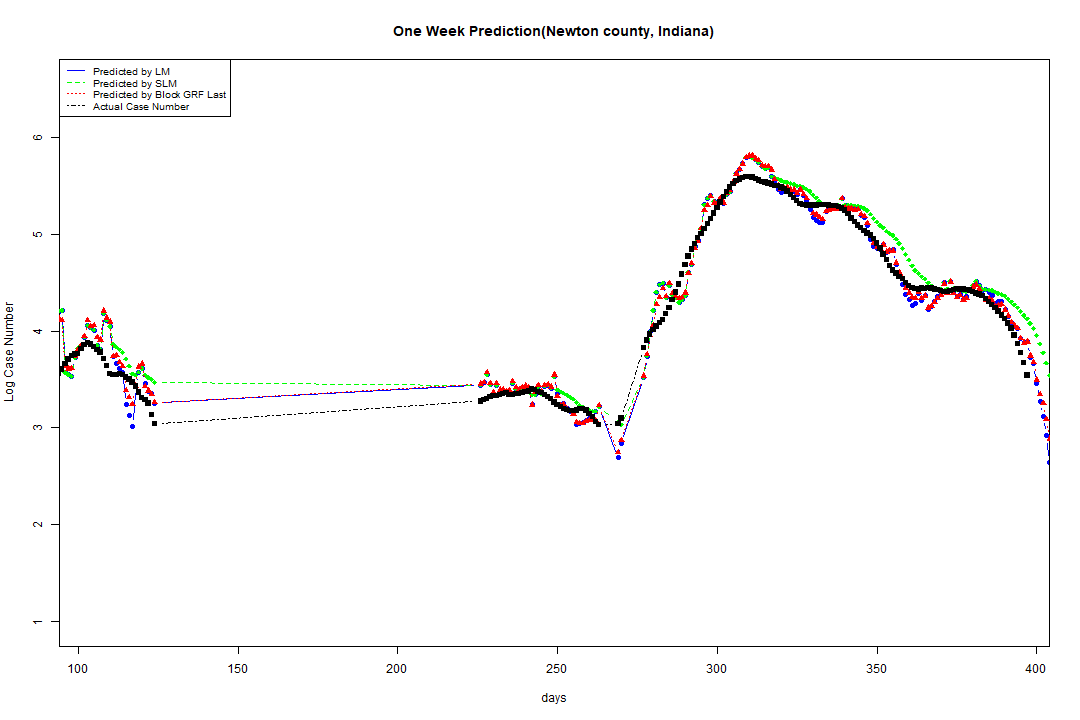 One Week Prediction(Newton county, Indiana)
Predicted by LM
Predicted by SLM
Predicted by Block GRF Last
Actual Case Number
6
5
4
3
2
1
Log Case Number
100 150 200 250 300 350 400
days